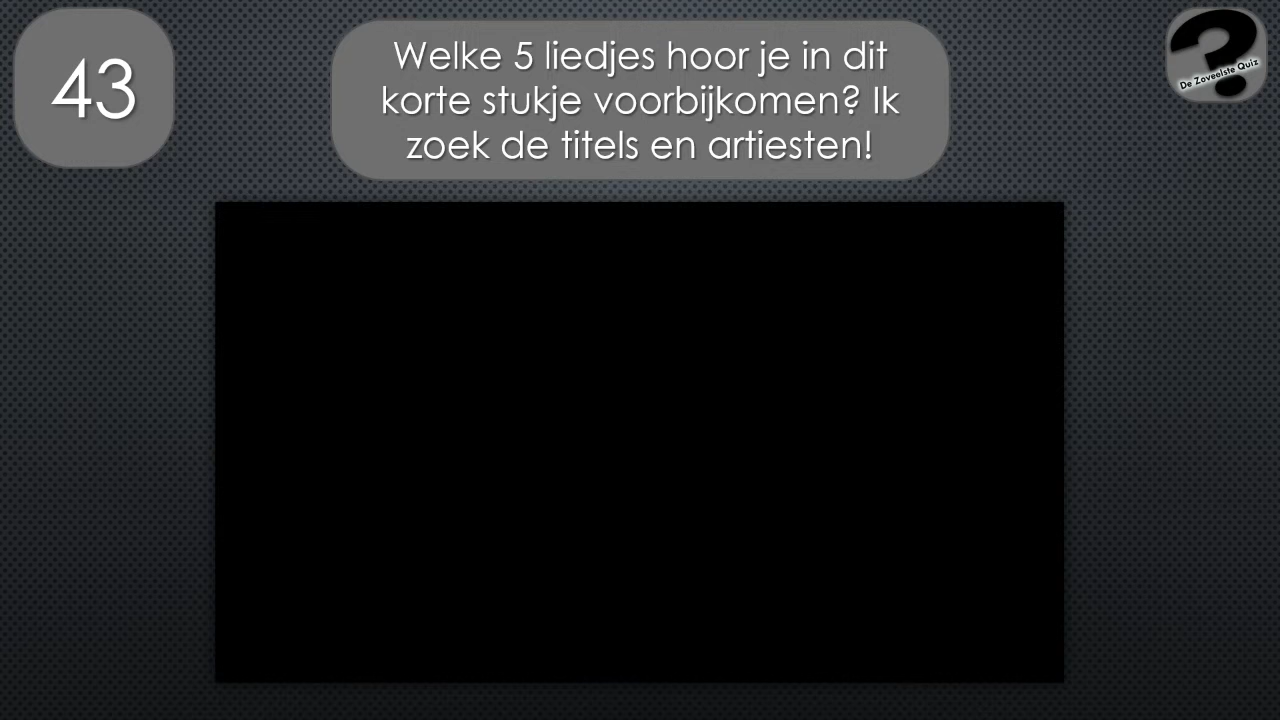 43
Welke 5 liedjes hoor je in dit
korte stukje voorbijkomen? Ik
zoek de titels en artiesten!
?
De Zoveelste Quiz